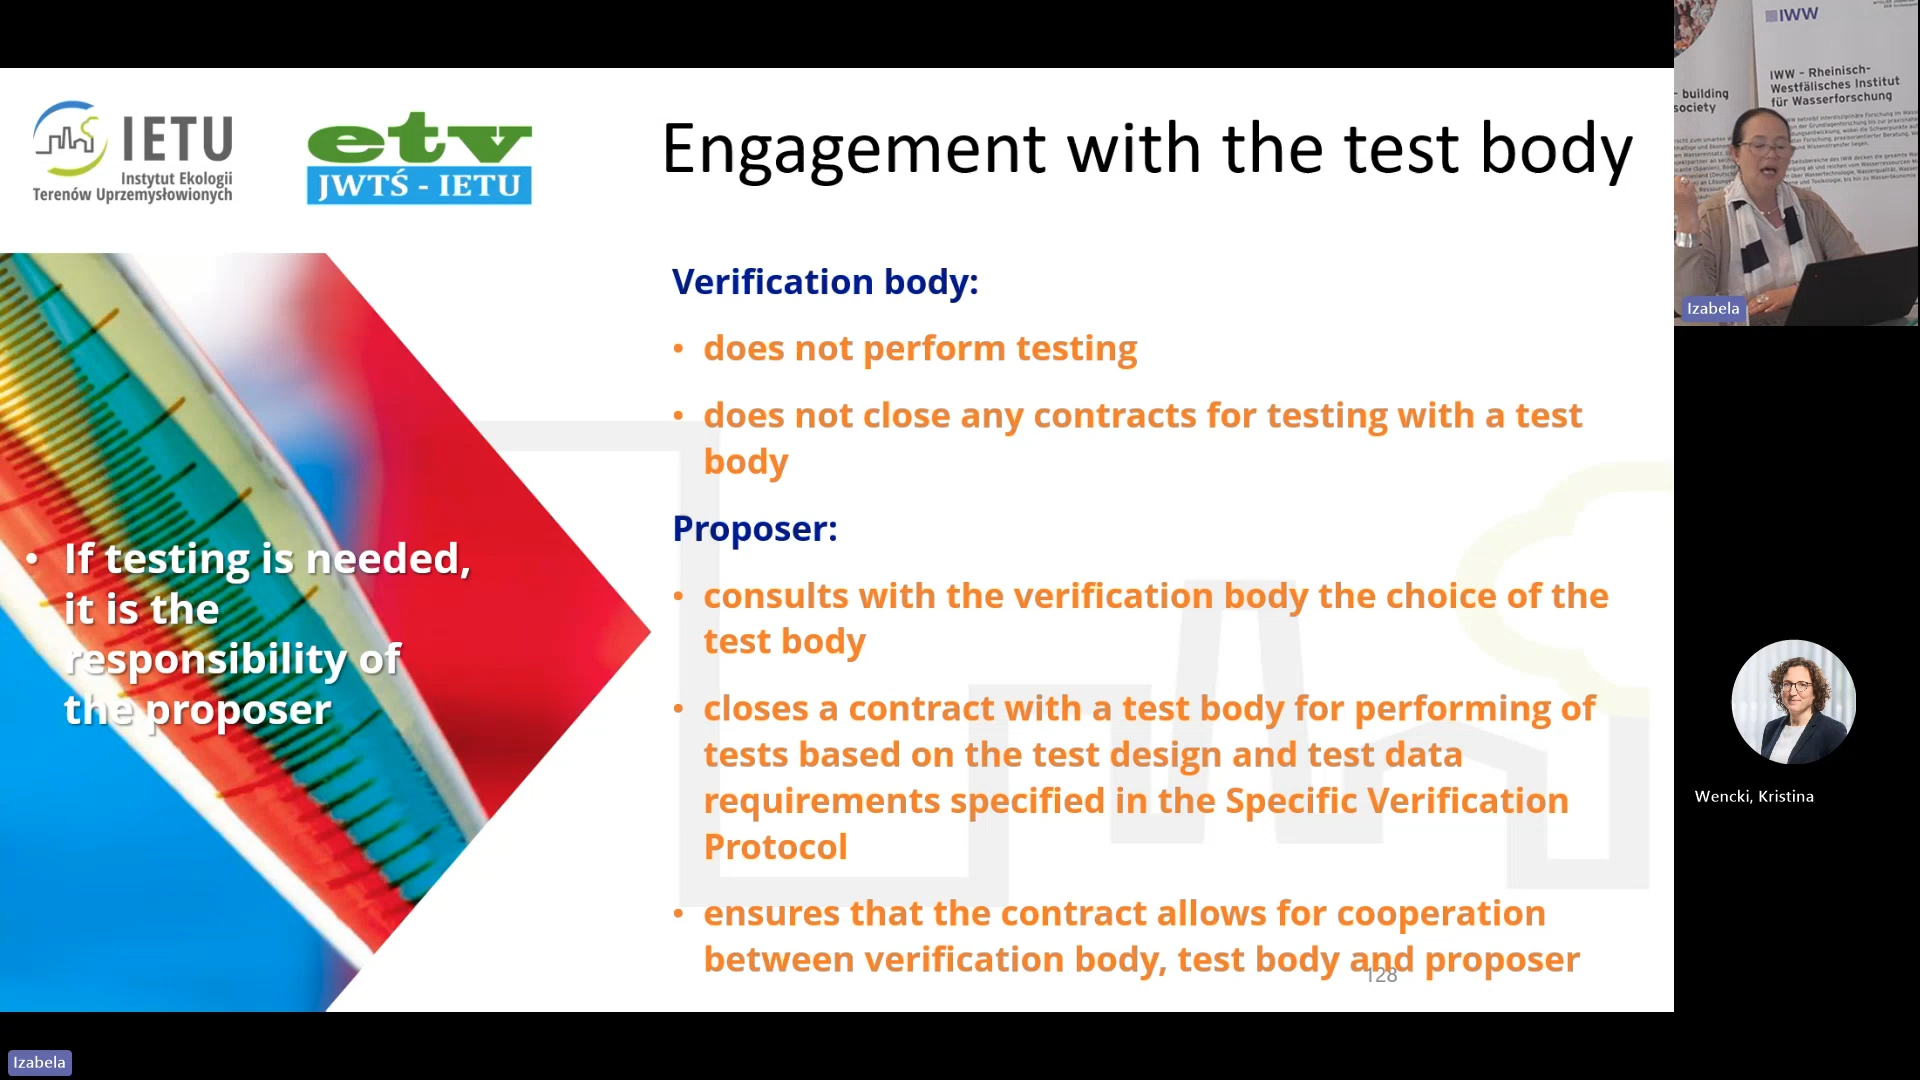 IETU
Instytut Ekologii
Terenów Uprzemysłowionych
etv
JWTŚ - IETU
Engagement with the test body
• If testing is needed,
it is the
responsibility of
the proposer
Verification body:
• does not perform testing
• does not close any contracts for testing with a test
body
Proposer:
• consults with the verification body the choice of the
test body
• closes a contract with a test body for performing of
tests based on the test design and test data
requirements specified in the Specific Verification
Protocol
• ensures that the contract allows for cooperation
between verification body, test body and proposer
128
building
society
IWW
IWW - Rheinisch-
Westfälisches Institut
für Wasserforschung
Izabela
Wencki, Kristina
Izabela